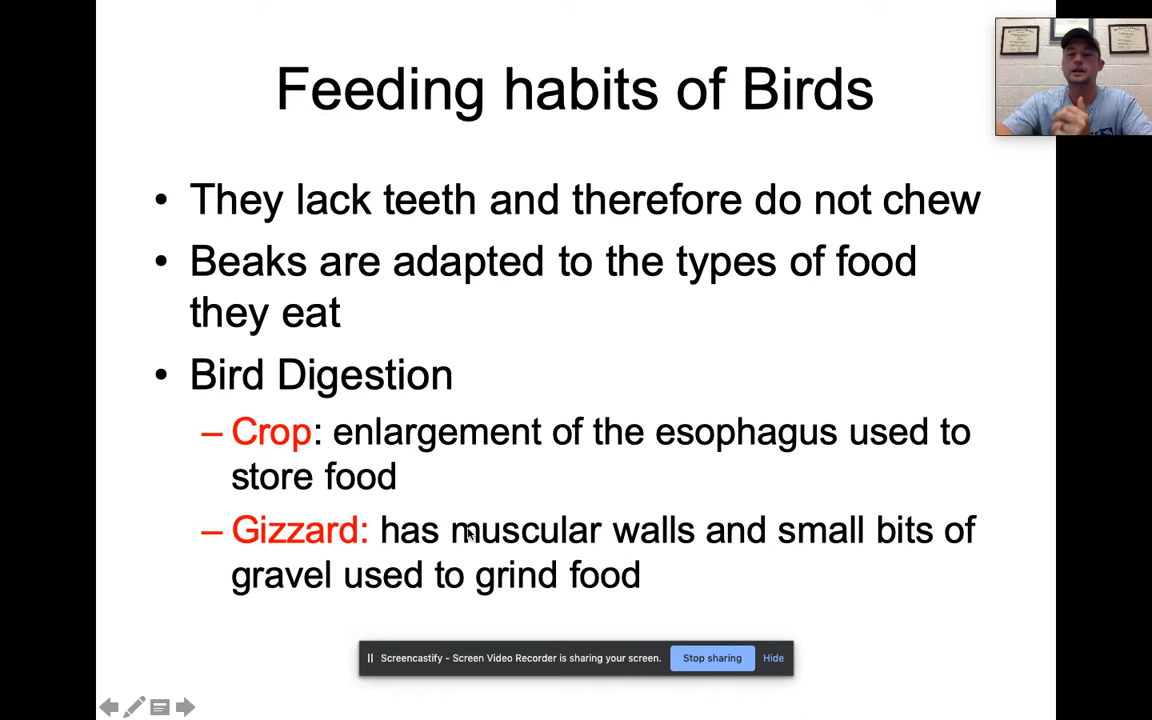 Feeding habits of Birds
• They lack teeth and therefore do not chew
• Beaks are adapted to the types of food
they eat
• Bird Digestion
– Crop: enlargement of the esophagus used to
store food
– Gizzard: has muscular walls and small bits of
gravel used to grind food
Screencastify - Screen Video Recorder is sharing your screen. Stop sharing Hide